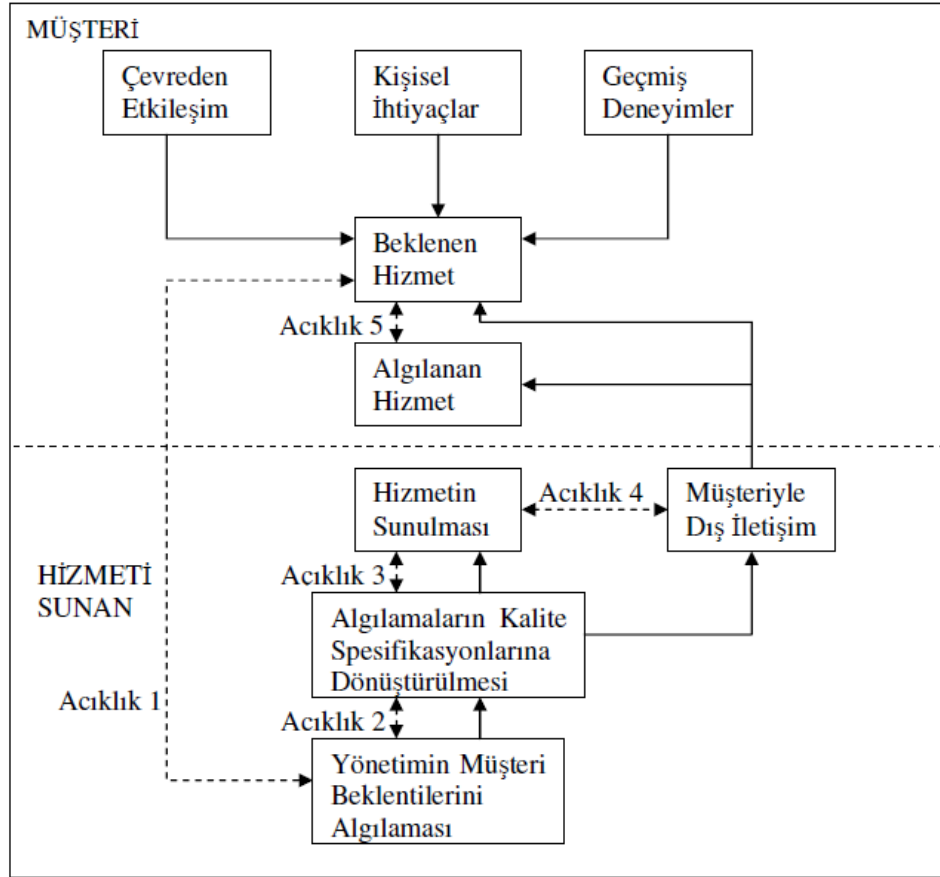 MÜŞTERİ
Çevreden
Etkileşim
Kişisel
İhtiyaçlar
Geçmiş
Deneyimler
Beklenen
Hizmet
Acıklık 5
Algılanan
Hizmet
Hizmetin
Sunulması
Acıklık 4
Müşteriyle
Dış İletişim
Acıklık 3
HİZMETİ
SUNAN
Algılamaların Kalite
Spesifikasyonlarına
Dönüştürülmesi
Acıklık 1
Acıklık 2
Yönetimin Müşteri
Beklentilerini
Algılaması